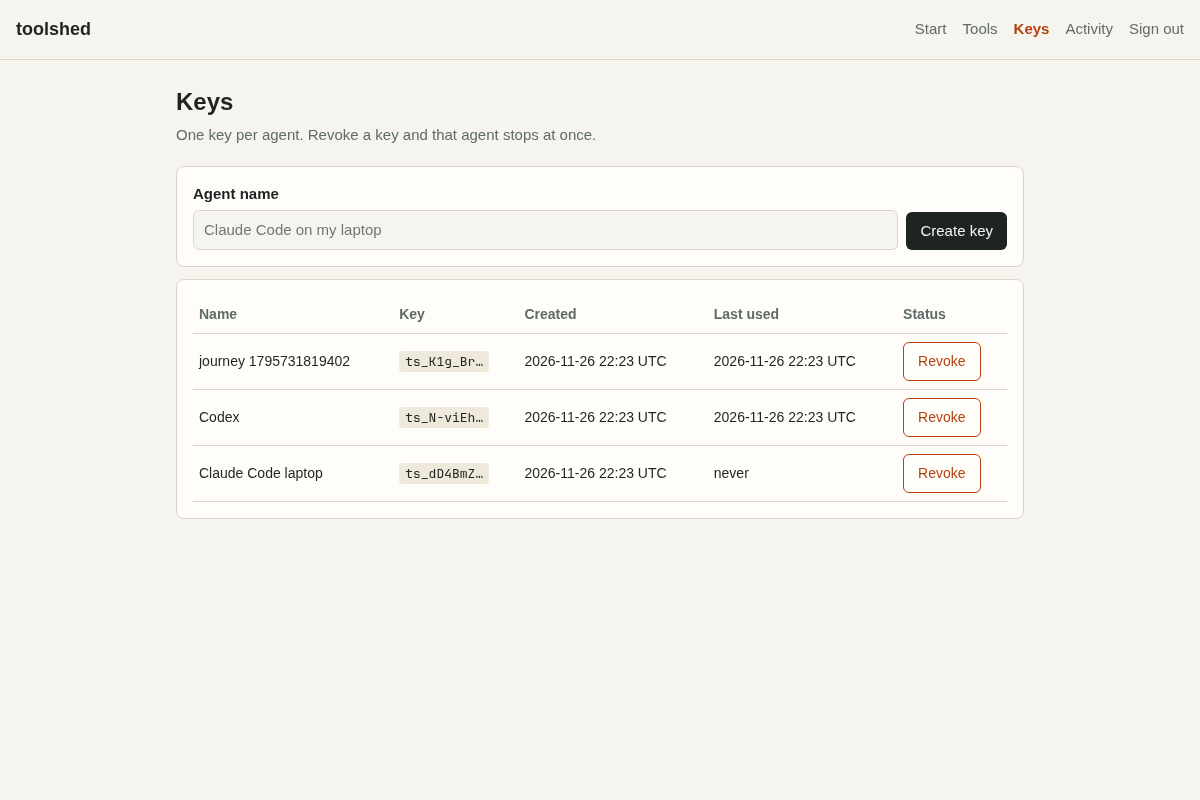 toolshed Start Tools Keys Activity Sign out
Keys
One key per agent. Revoke a key and that agent stops at once.
Agent name
Claude Code on my laptop Create key
Name Key Created Last used Status
journey 1795731819402 ts_K1g_Br… 2026-11-26 22:23 UTC 2026-11-26 22:23 UTC Revoke
Codex ts_N-viEh… 2026-11-26 22:23 UTC 2026-11-26 22:23 UTC Revoke
Claude Code laptop ts_dD4BmZ… 2026-11-26 22:23 UTC never Revoke